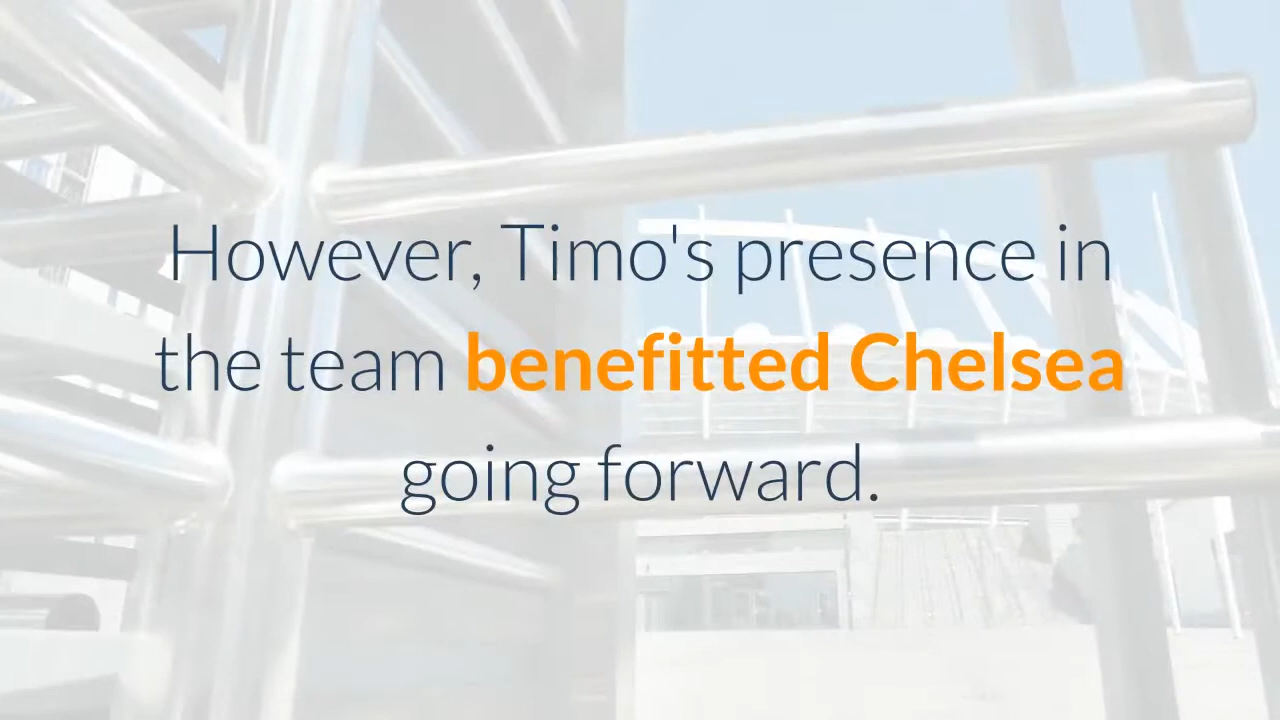 However, Timo's presence in
the team benefitted Chelsea
going forward.